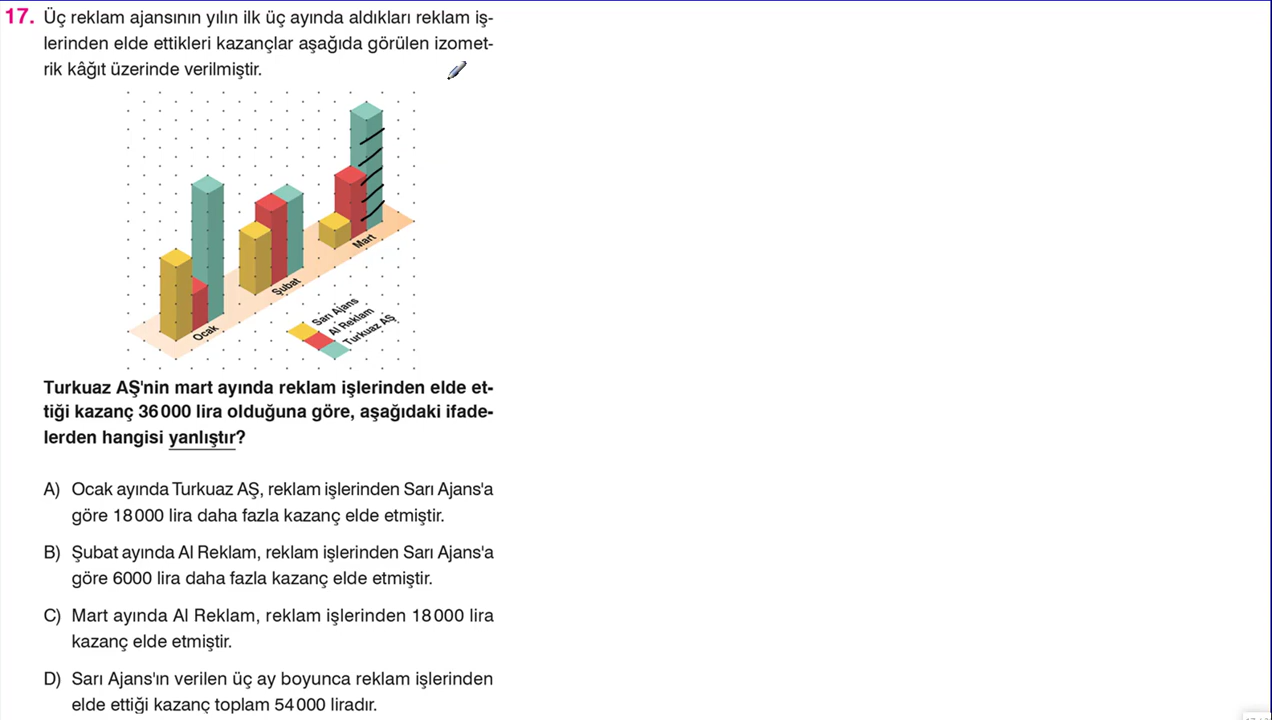 17. Üç reklam ajansının yılın ilk üç ayında aldıkları reklam iş-
lerinden elde ettikleri kazançlar aşağıda görülen izomet-
rik kâğıt üzerinde verilmiştir.
Mart
Şubat
Ocak
Sarı Ajans
Al Reklam
Turkuaz AŞ
Turkuaz AŞ'nin mart ayında reklam işlerinden elde et-
tiği kazanç 36000 lira olduğuna göre, aşağıdaki ifade-
lerden hangisi yanlıştır?
A) Ocak ayında Turkuaz AŞ, reklam işlerinden Sarı Ajans'a
göre 18000 lira daha fazla kazanç elde etmiştir.
B) Şubat ayında Al Reklam, reklam işlerinden Sarı Ajans'a
göre 6000 lira daha fazla kazanç elde etmiştir.
C) Mart ayında Al Reklam, reklam işlerinden 18000 lira
kazanç elde etmiştir.
D) Sarı Ajans'ın verilen üç ay boyunca reklam işlerinden
elde ettiği kazanç toplam 54000 liradır.